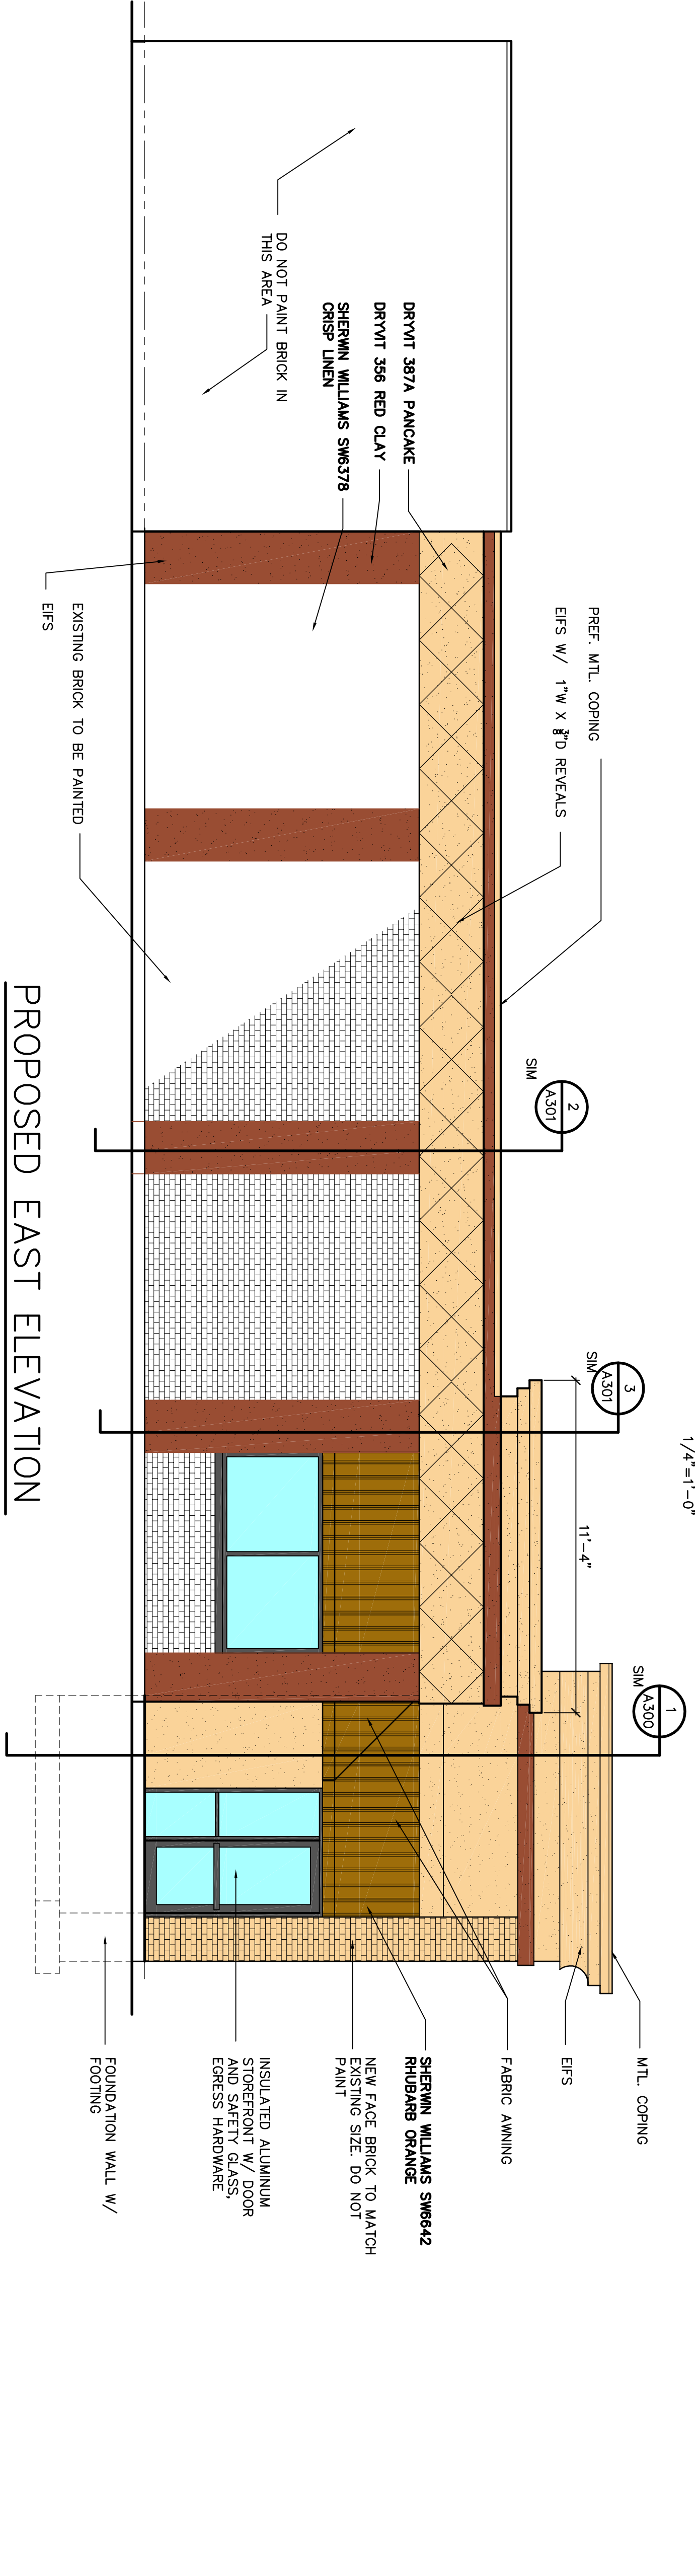 1/4"=1'-0"
1
A300
SIM
3
A301
SIM
2
A301
SIM
11'-4"
PREF. MTL. COPING
EIFS W/ 1"W X 3/8"D REVEALS
DRYVIT 387A PANCAKE
DRYVIT 356 RED CLAY
SHERWIN WILLIAMS SW6378
CRISP LINEN
DO NOT PAINT BRICK IN
THIS AREA
EXISTING BRICK TO BE PAINTED
EIFS
MTL. COPING
EIFS
FABRIC AWNING
SHERWIN WILLIAMS SW6642
RHUBARB ORANGE
NEW FACE BRICK TO MATCH
EXISTING SIZE. DO NOT
PAINT
INSULATED ALUMINUM
STOREFRONT W/ DOOR
AND SAFETY GLASS,
EGRESS HARDWARE
FOUNDATION WALL W/
FOOTING
PROPOSED EAST ELEVATION